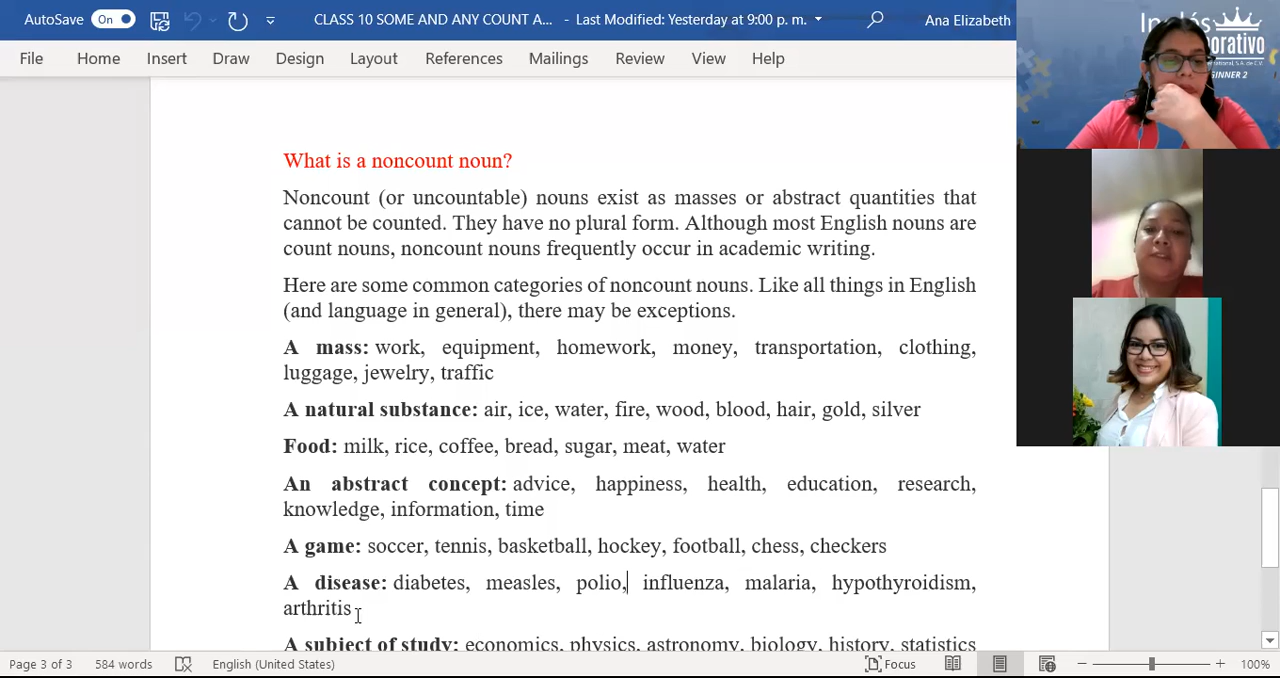 AutoSave On CLASS 10 SOME AND ANY COUNT A... - Last Modified: Yesterday at 9:00 p. m. Ana Elizabeth
File Home Insert Draw Design Layout References Mailings Review View Help
Inglés
orativo
GINNER 2
What is a noncount noun?
Noncount (or uncountable) nouns exist as masses or abstract quantities that
cannot be counted. They have no plural form. Although most English nouns are
count nouns, noncount nouns frequently occur in academic writing.
Here are some common categories of noncount nouns. Like all things in English
(and language in general), there may be exceptions.
A mass: work, equipment, homework, money, transportation, clothing,
luggage, jewelry, traffic
A natural substance: air, ice, water, fire, wood, blood, hair, gold, silver
Food: milk, rice, coffee, bread, sugar, meat, water
An abstract concept: advice, happiness, health, education, research,
knowledge, information, time
A game: soccer, tennis, basketball, hockey, football, chess, checkers
A disease: diabetes, measles, polio, influenza, malaria, hypothyroidism,
arthritis
A subject of study: economics, physics, astronomy, biology, history, statistics
Page 3 of 3 584 words English (United States) Focus 100%